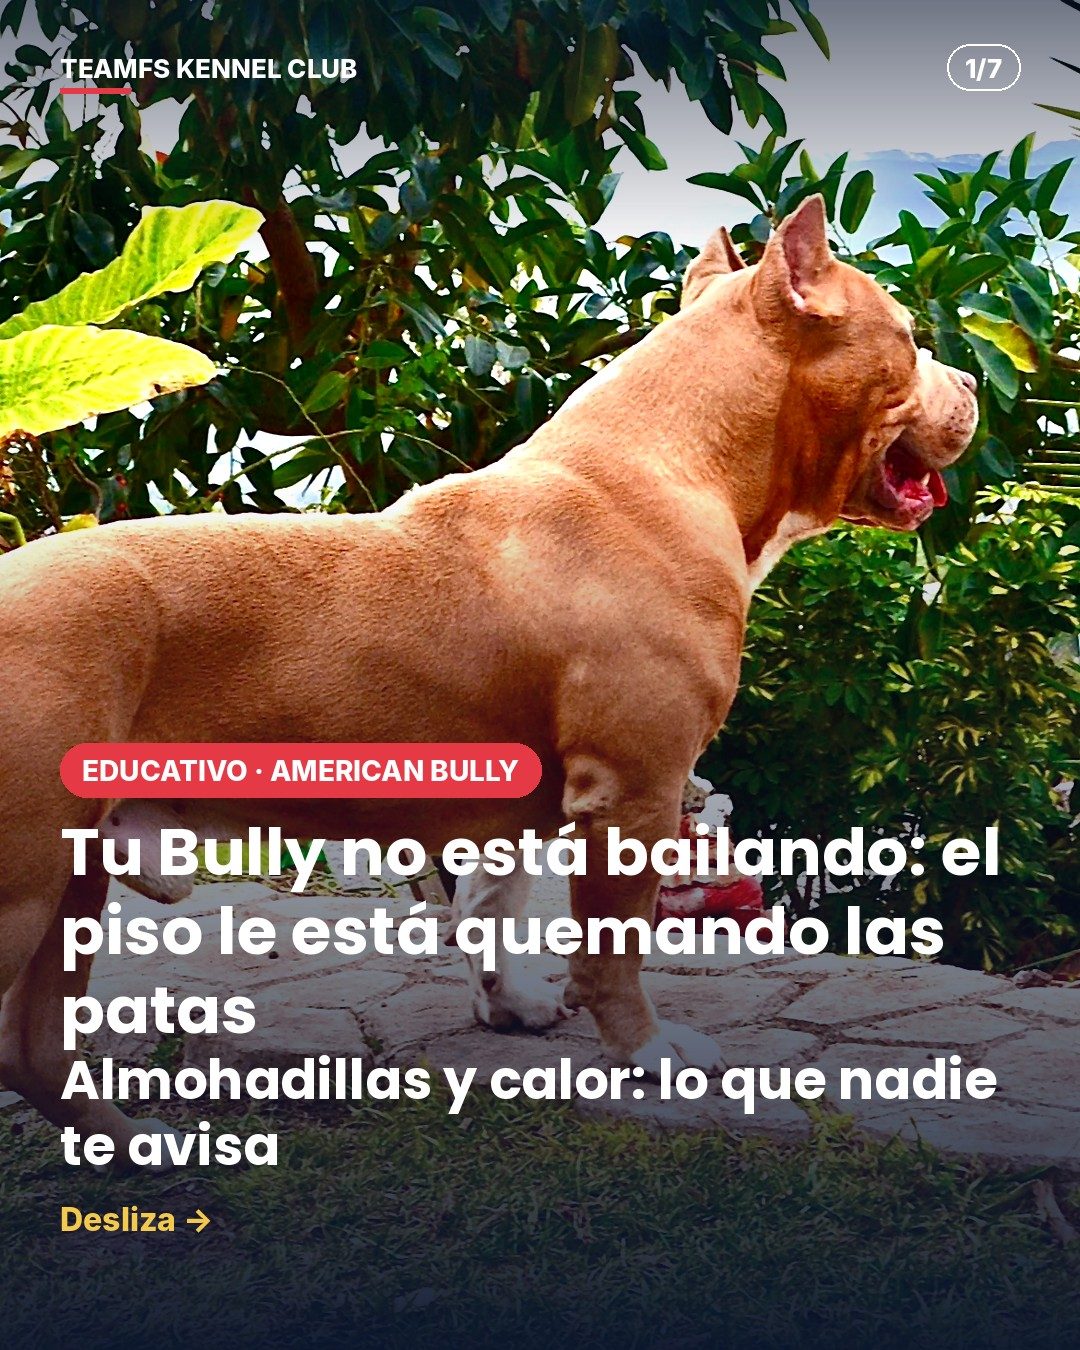 TEAMFS KENNEL CLUB
1/7
EDUCATIVO · AMERICAN BULLY
Tu Bully no está bailando: el
piso le está quemando las
patas
Almohadillas y calor: lo que nadie
te avisa
Desliza →